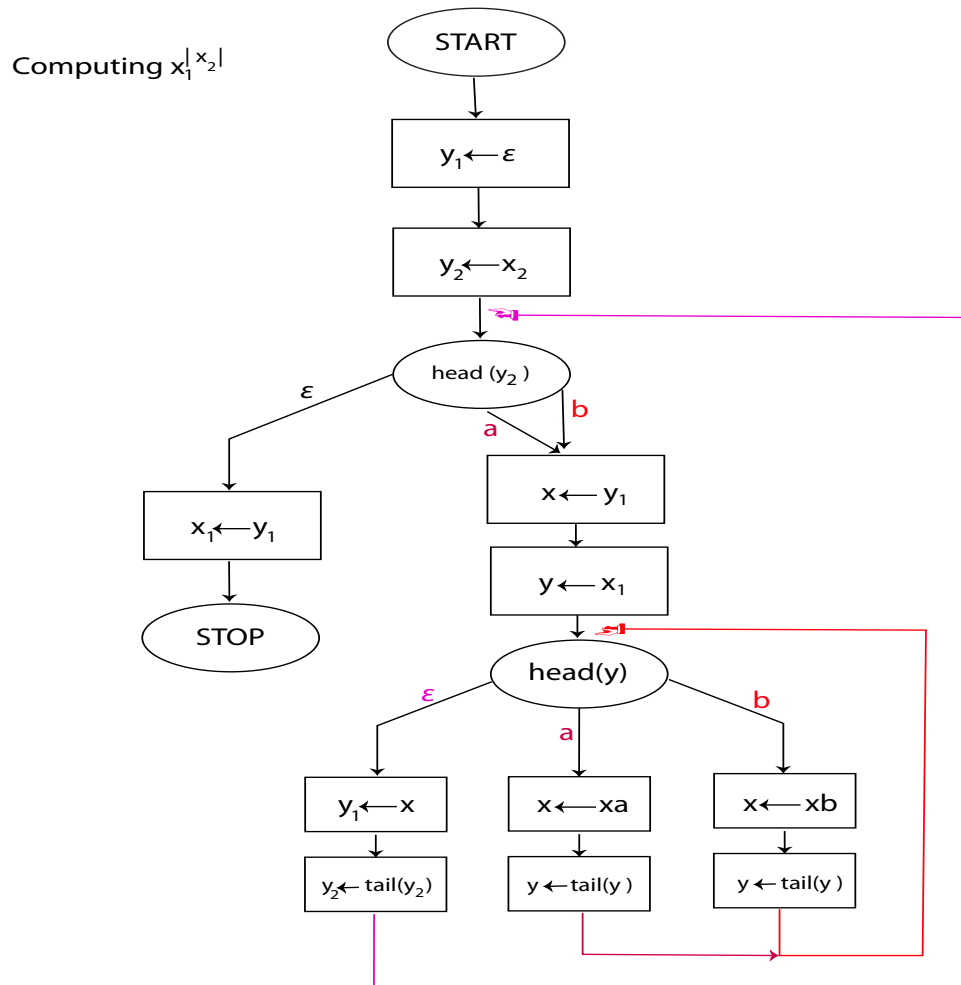 Computing x₁^|x₂|
START
y₁ ← ε
y₂ ← x₂
head (y₂ )
ε
a
b
x ← y₁
x₁ ← y₁
y ← x₁
STOP
head(y)
ε
a
b
y₁ ← x
x ← xa
x ← xb
y₂ ← tail(y₂)
y ← tail(y )
y ← tail(y )